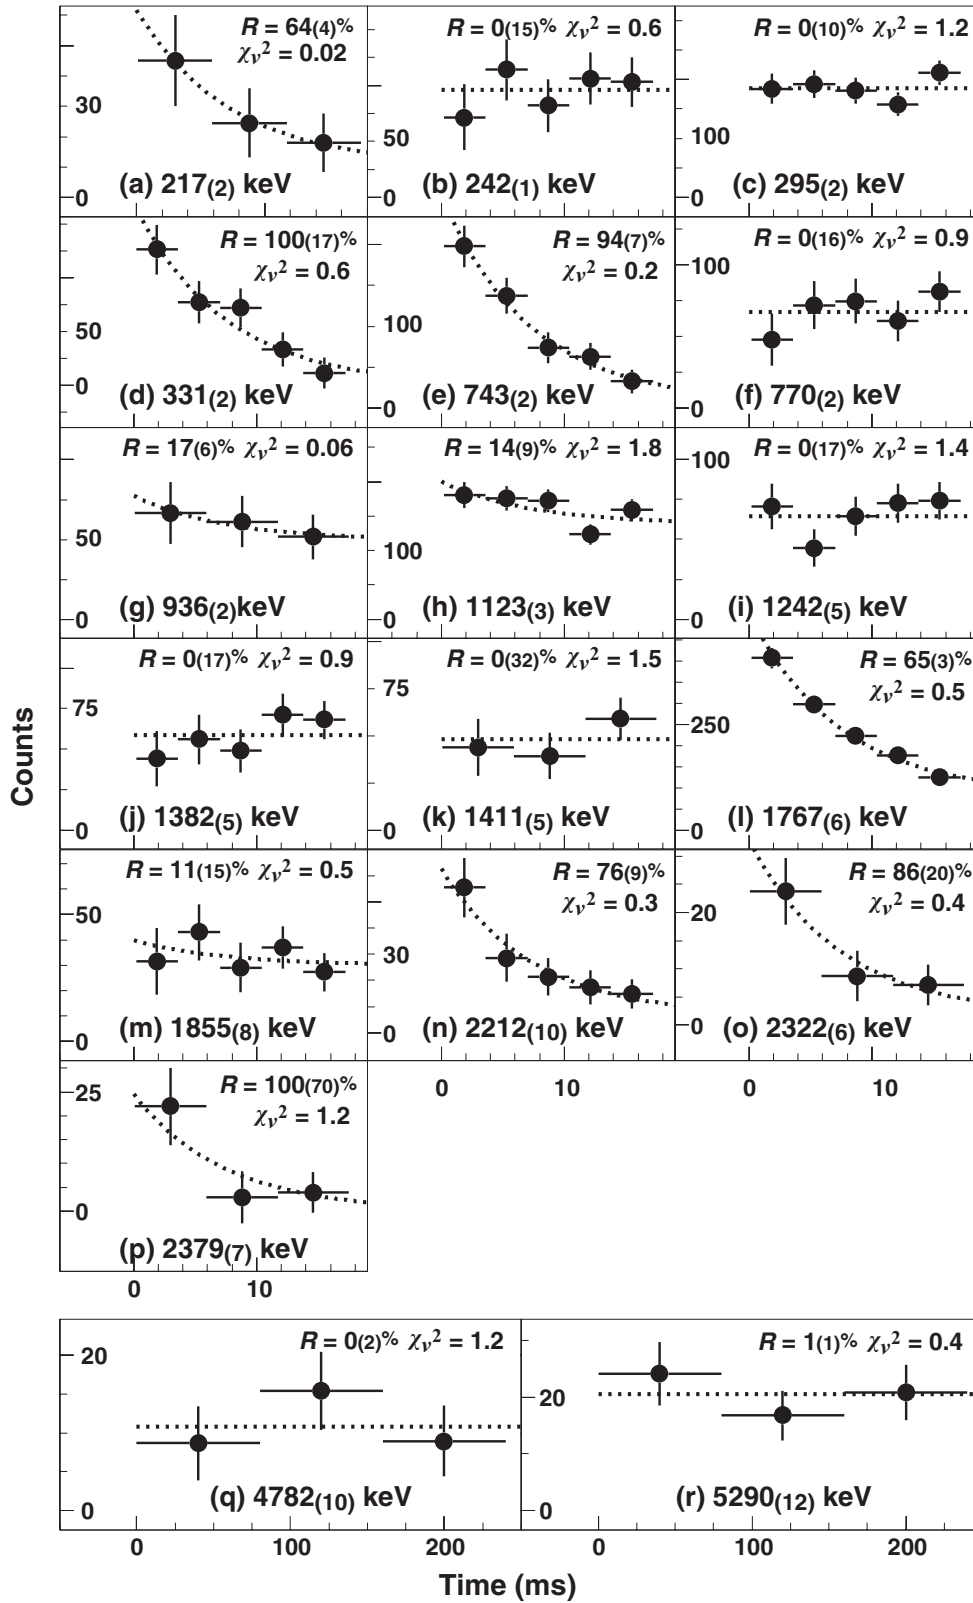 R = 64(4)%
χν² = 0.02
30
0
(a) 217(2) keV
R = 0(15)% χν² = 0.6
50
0
(b) 242(1) keV
R = 0(10)% χν² = 1.2
100
0
(c) 295(2) keV
R = 100(17)%
χν² = 0.6
50
0
(d) 331(2) keV
R = 94(7)%
χν² = 0.2
100
0
(e) 743(2) keV
R = 0(16)% χν² = 0.9
100
0
(f) 770(2) keV
R = 17(6)% χν² = 0.06
50
0
(g) 936(2)keV
R = 14(9)% χν² = 1.8
100
(h) 1123(3) keV
R = 0(17)% χν² = 1.4
100
0
(i) 1242(5) keV
R = 0(17)% χν² = 0.9
75
0
(j) 1382(5) keV
R = 0(32)% χν² = 1.5
75
0
(k) 1411(5) keV
R = 65(3)%
χν² = 0.5
250
0
(l) 1767(6) keV
R = 11(15)% χν² = 0.5
50
0
(m) 1855(8) keV
R = 76(9)%
χν² = 0.3
30
0
(n) 2212(10) keV
0 10
R = 86(20)%
χν² = 0.4
20
0
(o) 2322(6) keV
0 10
R = 100(70)%
χν² = 1.2
25
0
(p) 2379(7) keV
0 10
Counts
R = 0(2)% χν² = 1.2
20
0
(q) 4782(10) keV
0 100 200
R = 1(1)% χν² = 0.4
20
0
(r) 5290(12) keV
0 100 200
Time (ms)